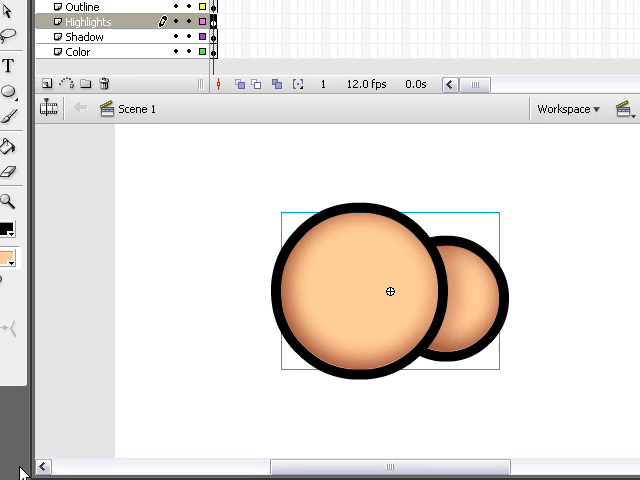 Outline
Highlights
Shadow
T
Color
1 12.0 fps 0.0s
Scene 1 Workspace